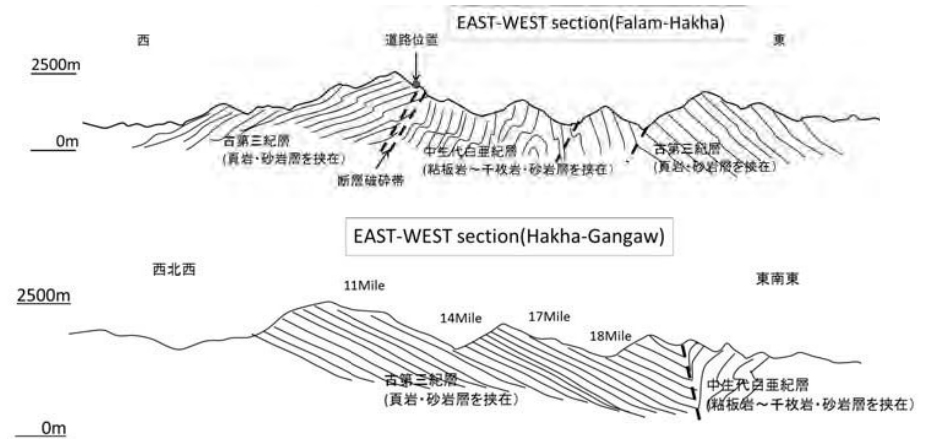 EAST-WEST section(Falam-Hakha)
西
道路位置
東
2500m
0m
古第三紀層
(頁岩・砂岩層を挟在)
断層破砕帯
中生代白亜紀層
(粘板岩～千枚岩・砂岩層を挟在)
古第三紀層
(頁岩・砂岩層を挟在)
EAST-WEST section(Hakha-Gangaw)
西北西
東南東
2500m
11Mile
14Mile
17Mile
18Mile
古第三紀層
(頁岩・砂岩層を挟在)
中生代白亜紀層
(粘板岩～千枚岩・砂岩層を挟在)
0m